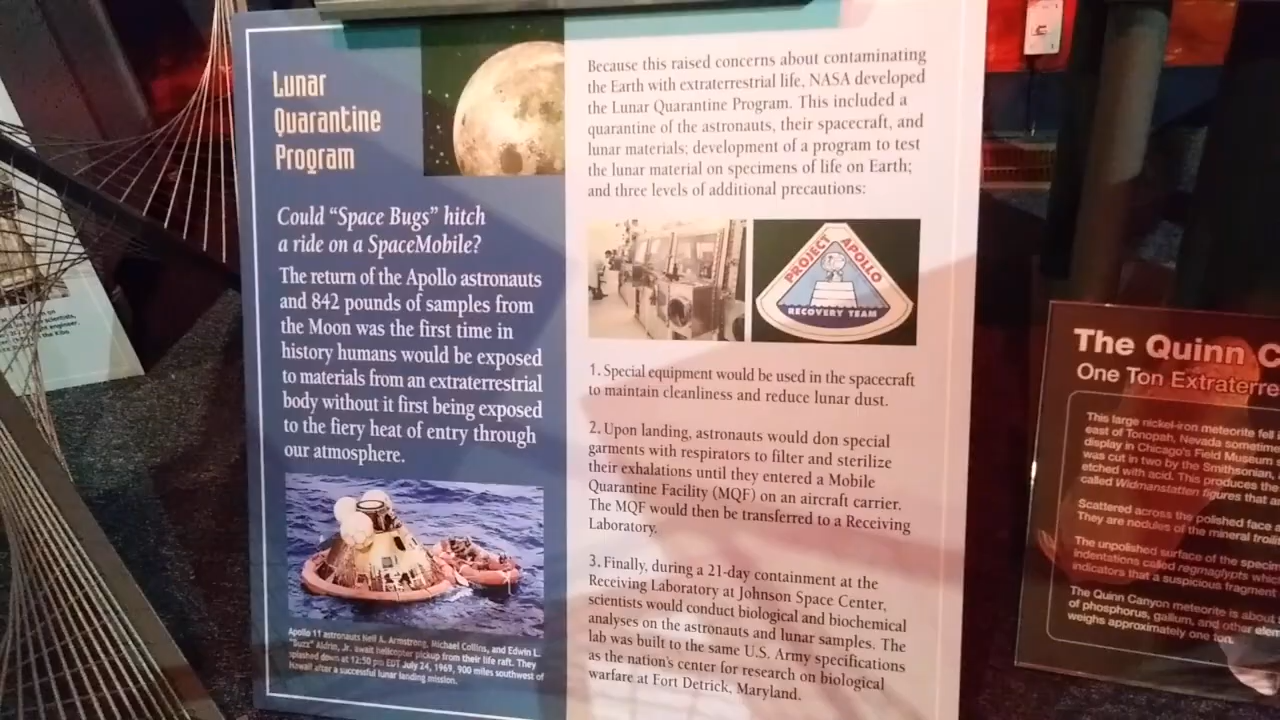 Lunar
Quarantine
Program
Could “Space Bugs” hitch
a ride on a SpaceMobile?
The return of the Apollo astronauts
and 842 pounds of samples from
the Moon was the first time in
history humans would be exposed
to materials from an extraterrestrial
body without it first being exposed
to the fiery heat of entry through
our atmosphere.
Apollo 11 astronauts Neil A. Armstrong, Michael Collins, and Edwin L.
"Buzz" Aldrin, Jr. await helicopter pickup from their life raft. They
splashed down at 12:50 pm EDT July 24, 1969, 900 miles southwest of
Hawaii after a successful lunar landing mission.
Because this raised concerns about contaminating
the Earth with extraterrestrial life, NASA developed
the Lunar Quarantine Program. This included a
quarantine of the astronauts, their spacecraft, and
lunar materials; development of a program to test
the lunar material on specimens of life on Earth;
and three levels of additional precautions:
PROJECT APOLLO
RECOVERY TEAM
1. Special equipment would be used in the spacecraft
to maintain cleanliness and reduce lunar dust.
2. Upon landing, astronauts would don special
garments with respirators to filter and sterilize
their exhalations until they entered a Mobile
Quarantine Facility (MQF) on an aircraft carrier.
The MQF would then be transferred to a Receiving
Laboratory.
3. Finally, during a 21-day containment at the
Receiving Laboratory at Johnson Space Center,
scientists would conduct biological and biochemical
analyses on the astronauts and lunar samples. The
lab was built to the same U.S. Army specifications
as the nation's center for research on biological
warfare at Fort Detrick, Maryland.
The Quinn C
One Ton Extraterre
This large nickel-iron meteorite fell
east of Tonopah, Nevada sometime
display in Chicago's Field Museum
was cut in two by the Smithsonian,
etched with acid. This produces the
called Widmanstatten figures that a
Scattered across the polished face
They are nodules of the mineral troili
The unpolished surface of the specim
indentations called regmaglypts whic
indicators that a suspicious fragment
The Quinn Canyon meteorite is about
of phosphorus, gallium, and other elem
weighs approximately one ton.